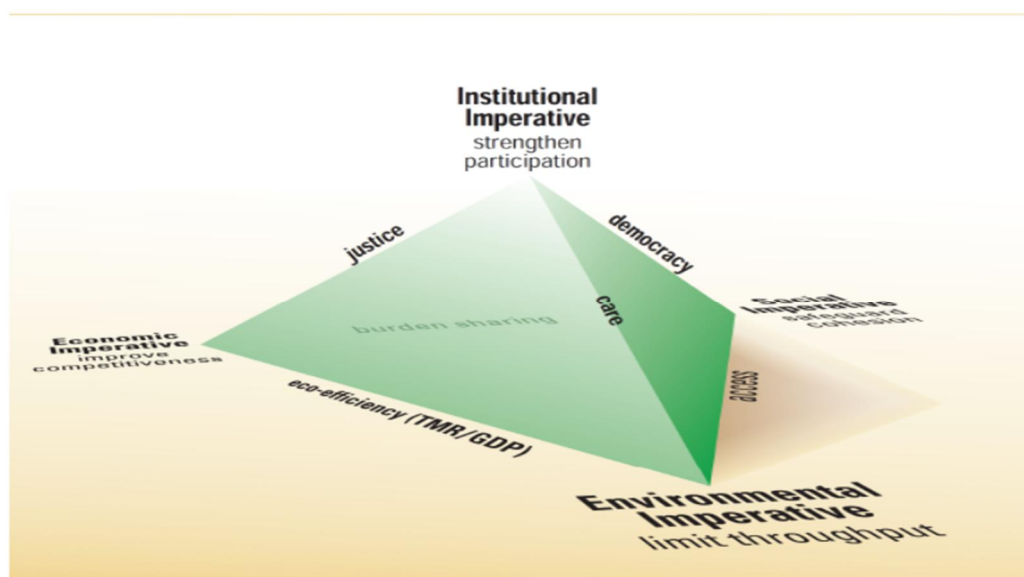 Institutional
Imperative
strengthen
participation
justice
democracy
care
burden sharing
Social
Imperative
safeguard
cohesion
Economic
Imperative
improve
competitiveness
access
eco-efficiency (TMR/GDP)
Environmental
Imperative
limit throughput